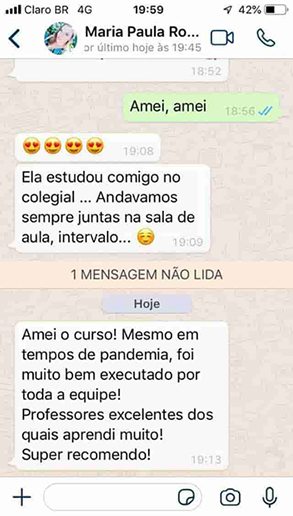 Claro BR 4G 19:59 42%
Maria Paula Ro...
por último hoje às 19:45
18:52
Amei, amei 18:56
19:08
Ela estudou comigo no
colegial ... Andavamos
sempre juntas na sala de
aula, intervalo... ☺️
19:09
1 MENSAGEM NÃO LIDA
Hoje
Amei o curso! Mesmo em
tempos de pandemia, foi
muito bem executado por
toda a equipe!
Professores excelentes dos
quais aprendi muito!
Super recomendo!
19:13